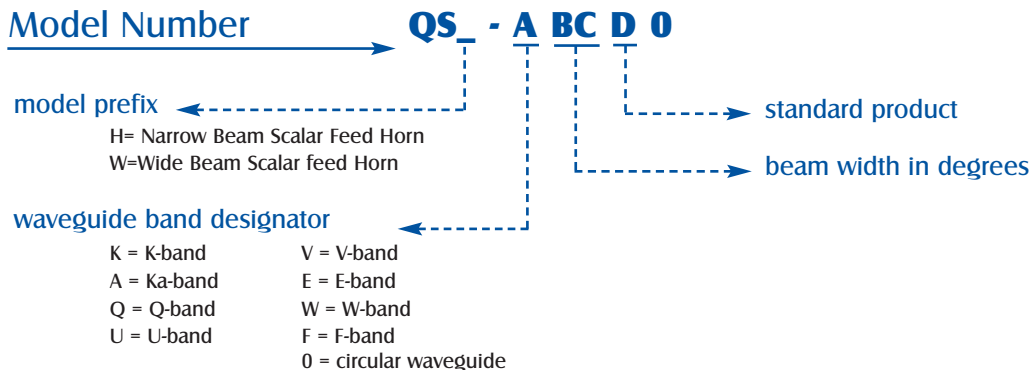 Model Number QS_ - A BC D 0
model prefix
standard product
H= Narrow Beam Scalar Feed Horn
W=Wide Beam Scalar feed Horn
beam width in degrees
waveguide band designator
K = K-band V = V-band
A = Ka-band E = E-band
Q = Q-band W = W-band
U = U-band F = F-band
0 = circular waveguide